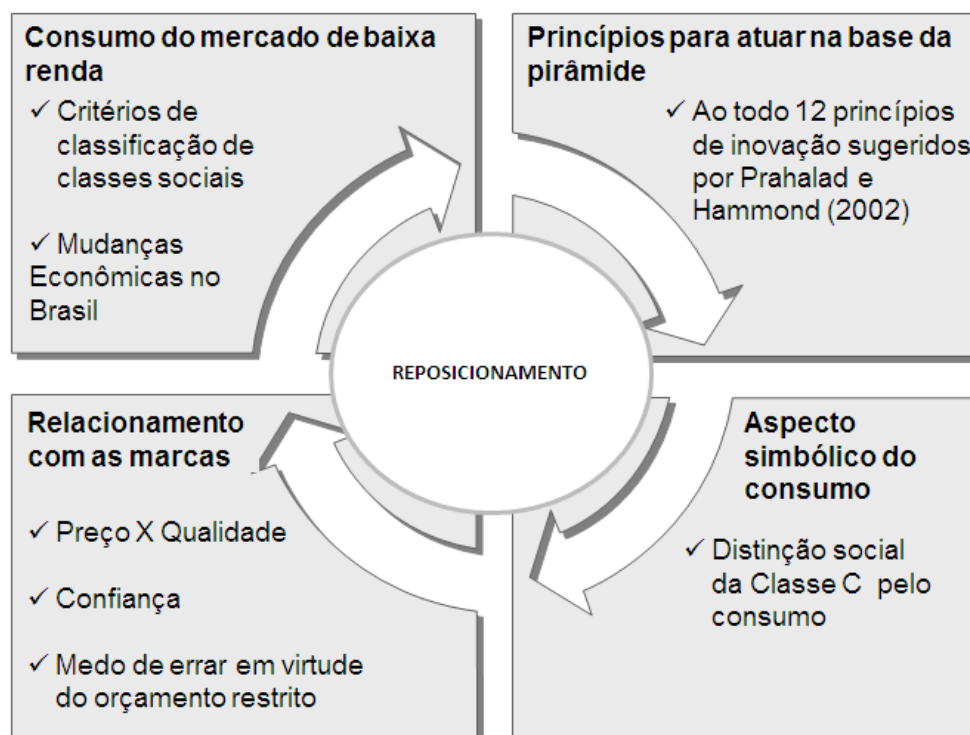 Consumo do mercado de baixa
renda
✓ Critérios de
classificação de
classes sociais
✓ Mudanças
Econômicas no
Brasil
Princípios para atuar na base da
pirâmide
✓ Ao todo 12 princípios
de inovação sugeridos
por Prahalad e
Hammond (2002)
REPOSICIONAMENTO
Relacionamento
com as marcas
✓ Preço X Qualidade
✓ Confiança
✓ Medo de errar em virtude
do orçamento restrito
Aspecto
simbólico do
consumo
✓ Distinção social
da Classe C pelo
consumo